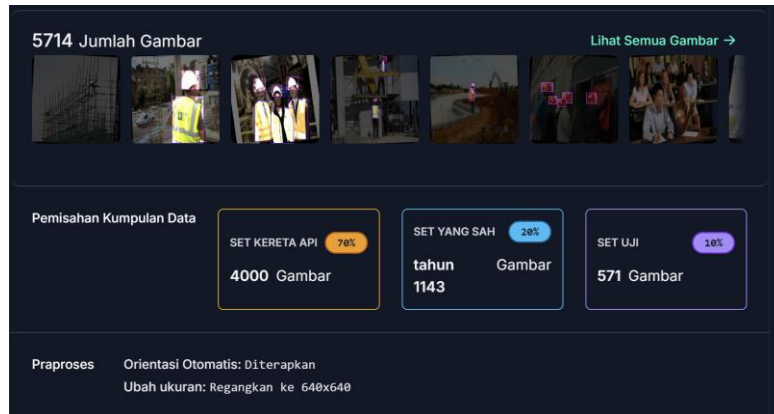 5714 Jumlah Gambar
Lihat Semua Gambar →
Pemisahan Kumpulan Data
SET KERETA API 70%
4000 Gambar
SET YANG SAH 20%
tahun 1143 Gambar
SET UJI 10%
571 Gambar
Praproses
Orientasi Otomatis: Diterapkan
Ubah ukuran: Regangkan ke 640x640